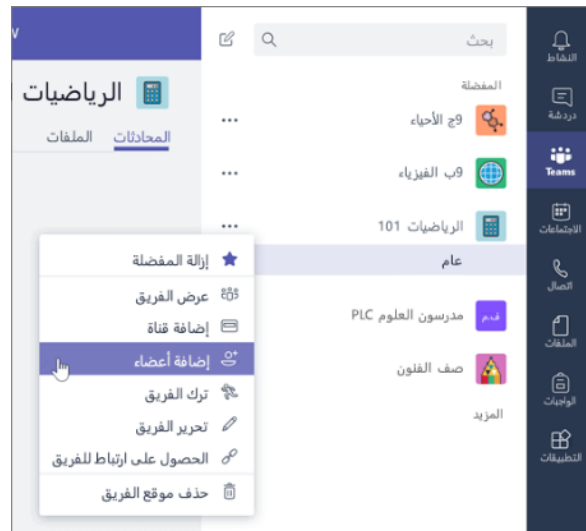 النشاط
دردشة
Teams
الاجتماعات
اتصال
الملفات
الواجبات
التطبيقات
بحث
المفضلة
9ج الأحياء
9ب الفيزياء
الرياضيات 101
عام
مدرسون العلوم PLC
صف الفنون
المزيد
الرياضيات
المحادثات الملفات
إزالة المفضلة
عرض الفريق
إضافة قناة
إضافة أعضاء
ترك الفريق
تحرير الفريق
الحصول على ارتباط للفريق
حذف موقع الفريق